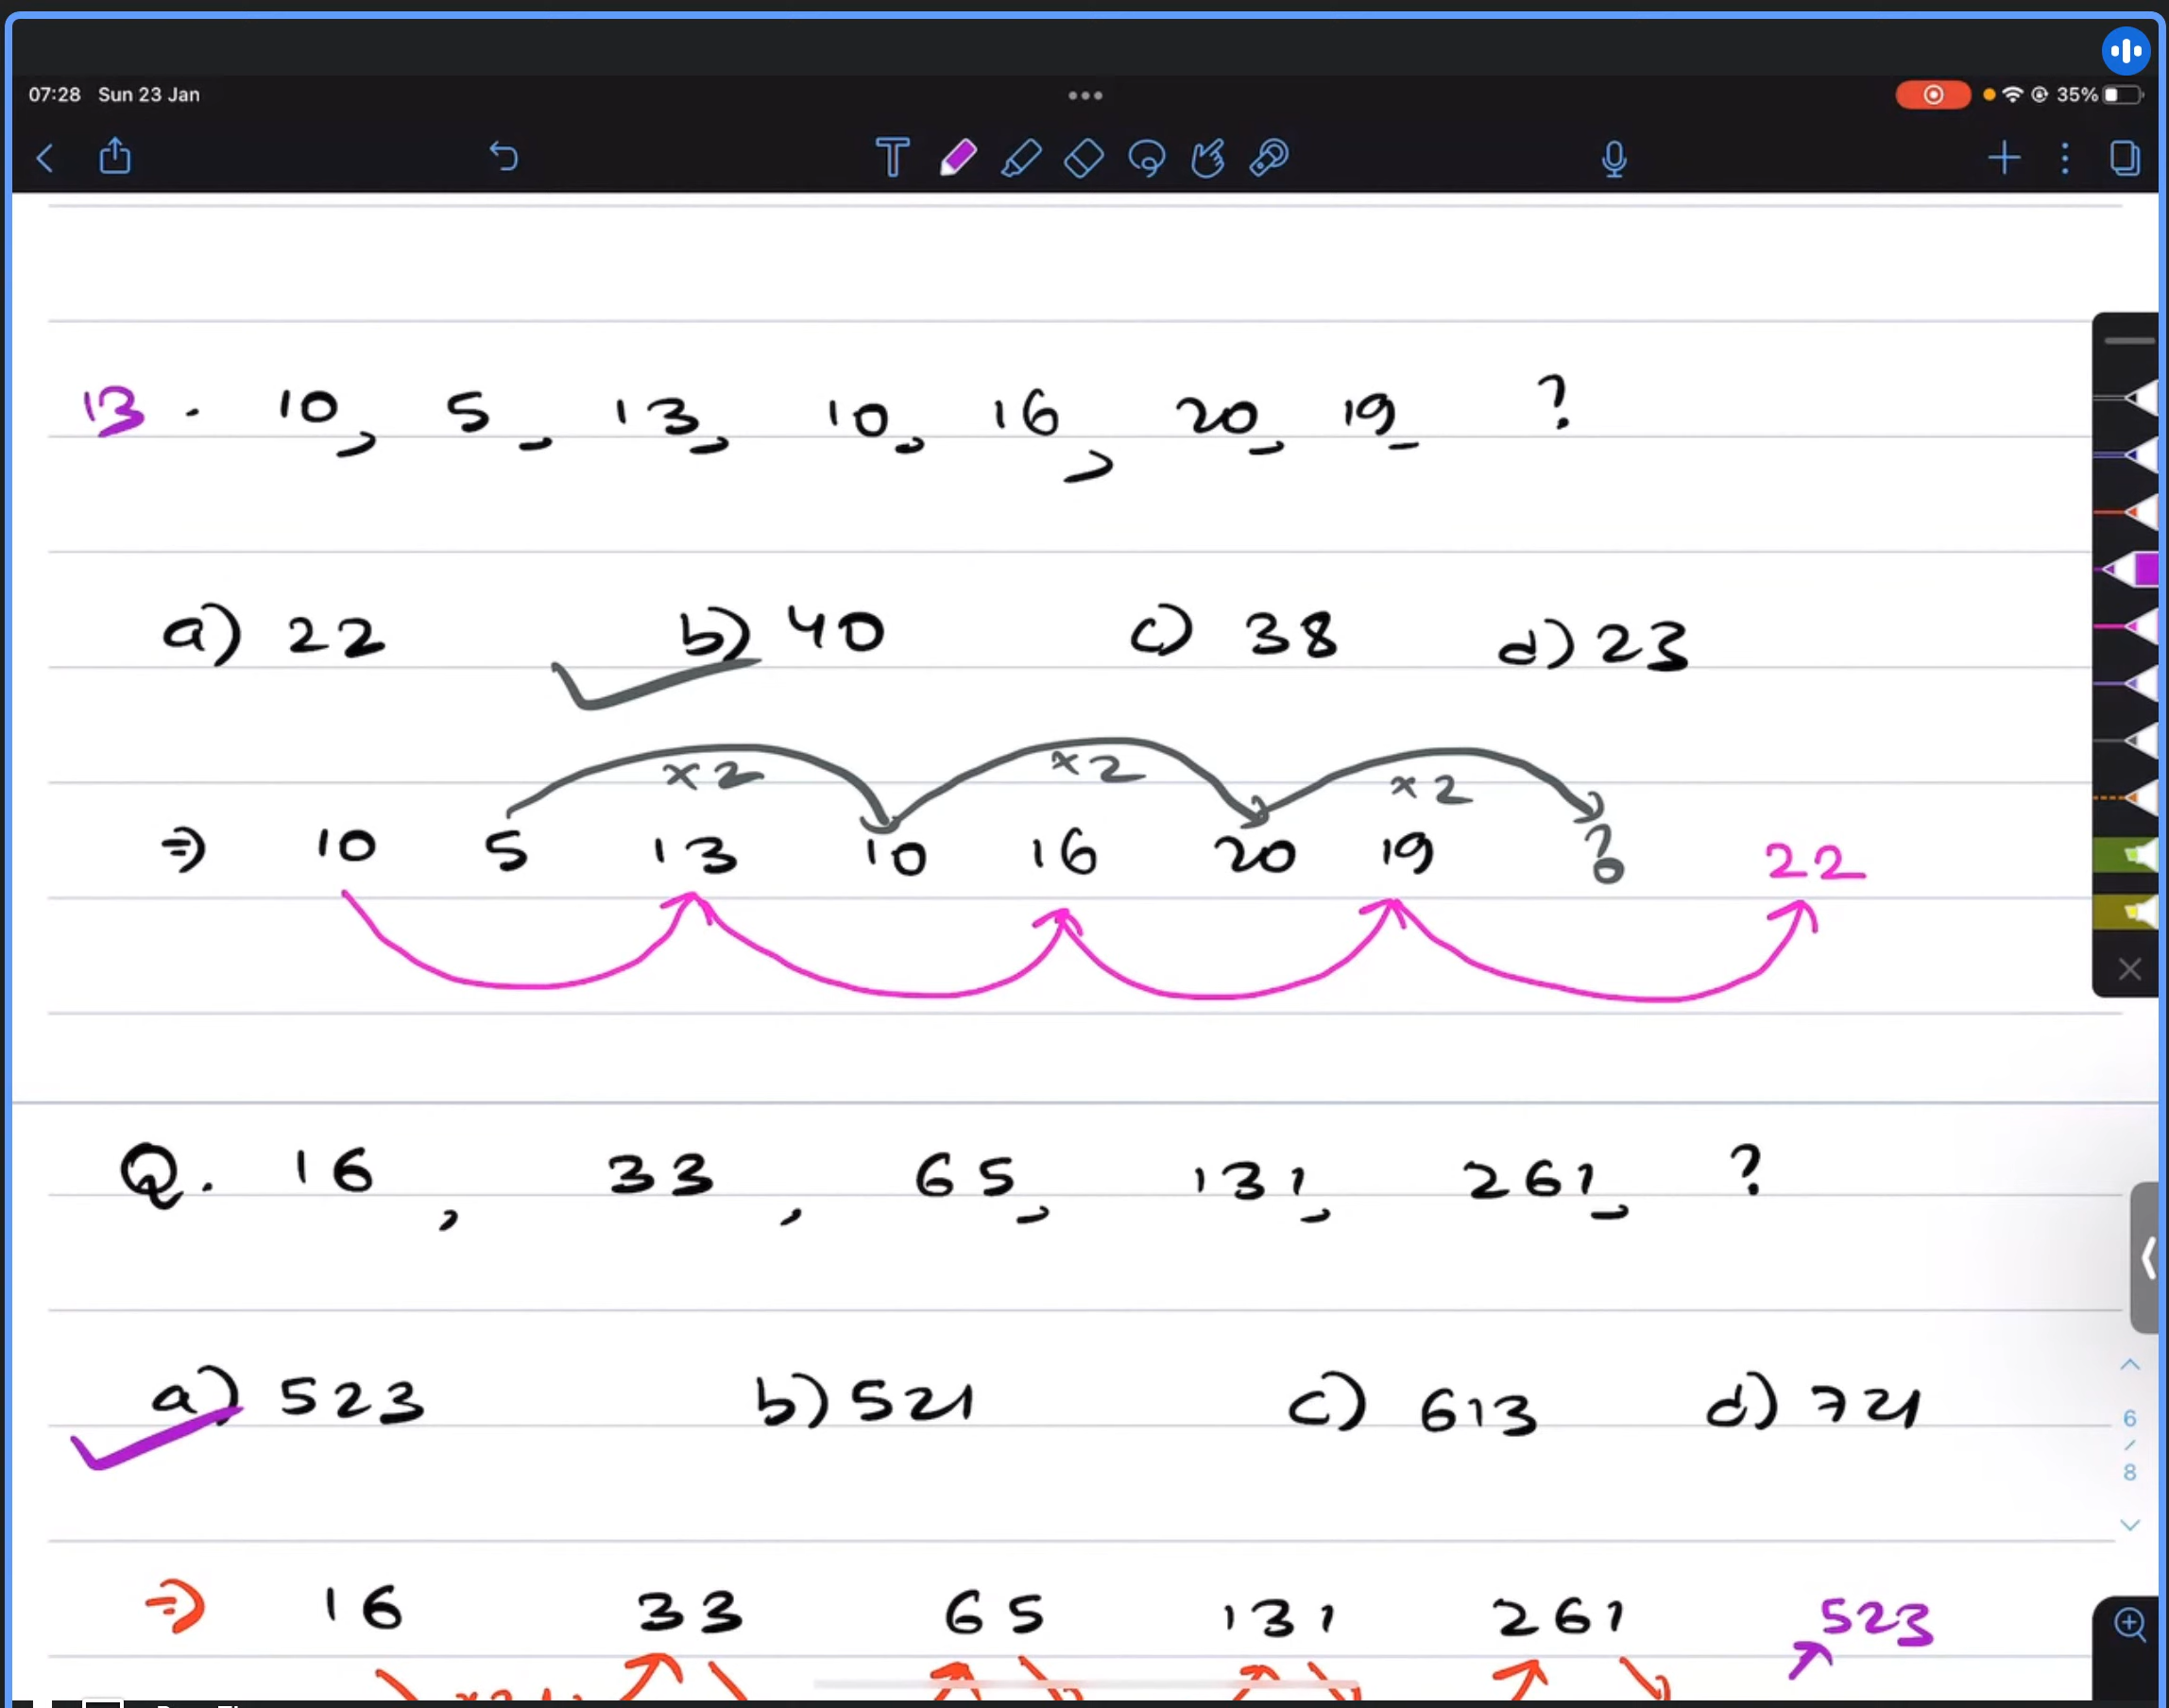 07:28 Sun 23 Jan 35%
T
13. 10, 5, 13, 10, 16, 20, 19, ?
a) 22 b) 40 c) 38 d) 23
x2 x2 x2
⇒ 10 5 13 10 16 20 19 ? 22
Q. 16, 33, 65, 131, 261, ?
a) 523 b) 521 c) 613 d) 721
6
/
8
⇒ 16 33 65 131 261 523